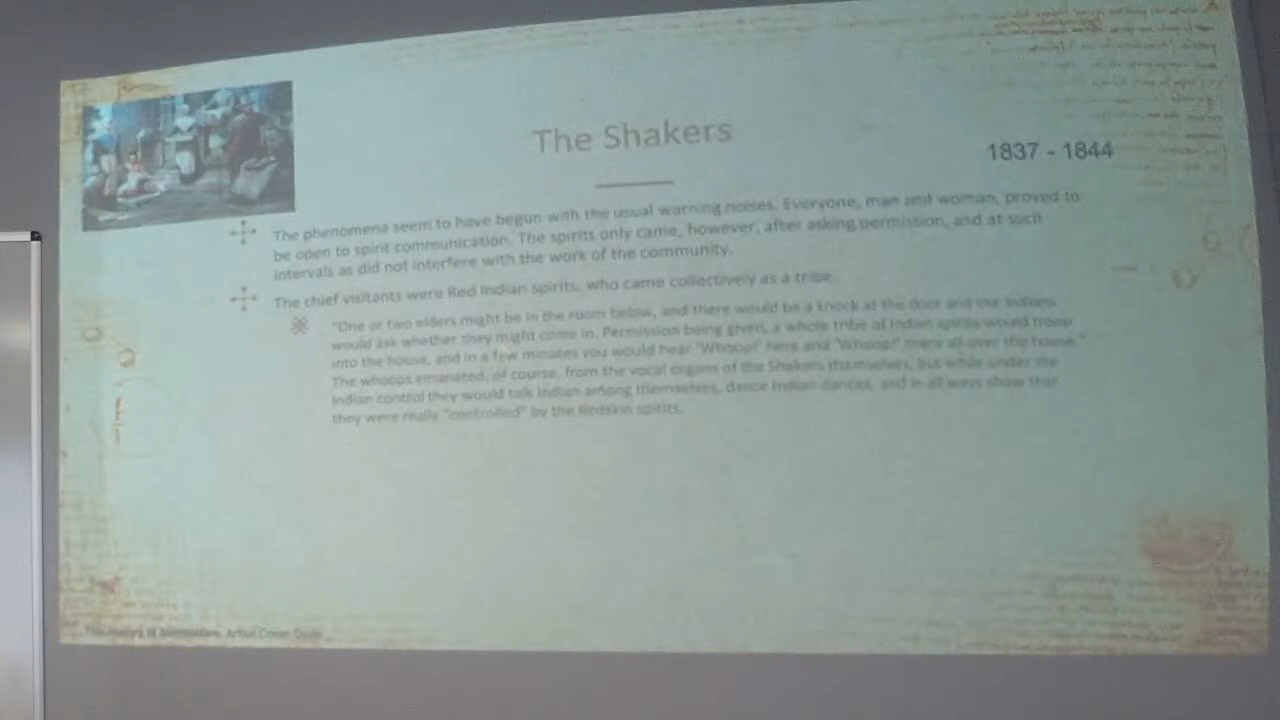 The Shakers
1837 - 1844
The phenomena seem to have begun with the usual warning noises. Everyone, man and woman, proved to
be open to spirit communication. The spirits only came, however, after asking permission, and at such
intervals as did not interfere with the work of the community.
The chief visitants were Red Indian spirits, who came collectively as a tribe.
"One or two elders might be in the room below, and there would be a knock at the door and the Indians
would ask whether they might come in. Permission being given, a whole tribe of Indian spirits would troop
into the house, and in a few minutes you would hear "Whoop!" here and "Whoop!" there all over the house."
The whoops emanated, of course, from the vocal organs of the Shakers themselves, but while under the
Indian control they would talk Indian among themselves, dance Indian dances, and in all ways show that
they were really "controlled" by the Redskin spirits.
The History of Spiritualism, Arthur Conan Doyle